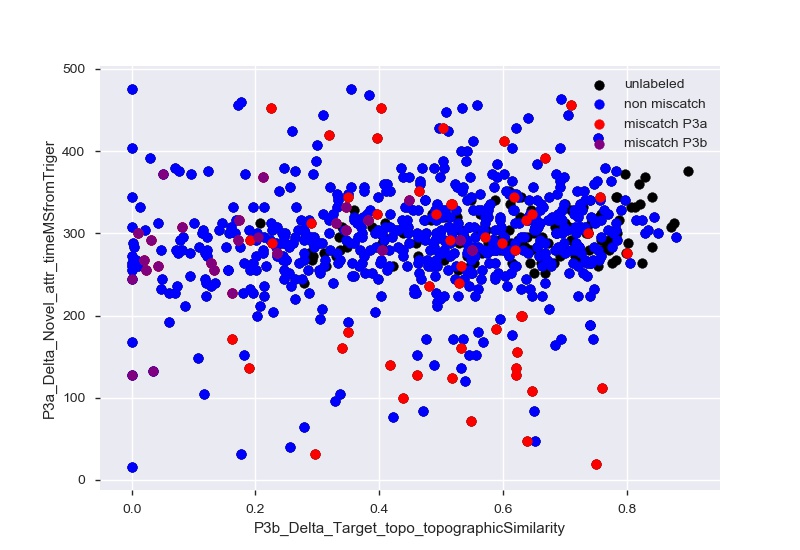 500
400
300
200
100
0
0.0 0.2 0.4 0.6 0.8
P3a_Delta_Novel_attr_timeMSfromTriger
P3b_Delta_Target_topo_topographicSimilarity
unlabeled
non miscatch
miscatch P3a
miscatch P3b